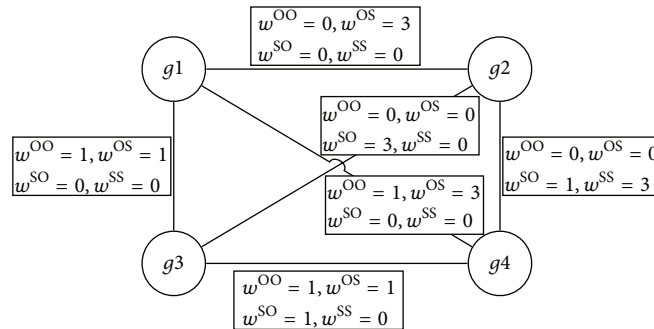 w^OO = 0, w^OS = 3
w^SO = 0, w^SS = 0
g1
g2
w^OO = 0, w^OS = 0
w^SO = 3, w^SS = 0
w^OO = 1, w^OS = 1
w^SO = 0, w^SS = 0
w^OO = 0, w^OS = 0
w^SO = 1, w^SS = 3
w^OO = 1, w^OS = 3
w^SO = 0, w^SS = 0
g3
g4
w^OO = 1, w^OS = 1
w^SO = 1, w^SS = 0